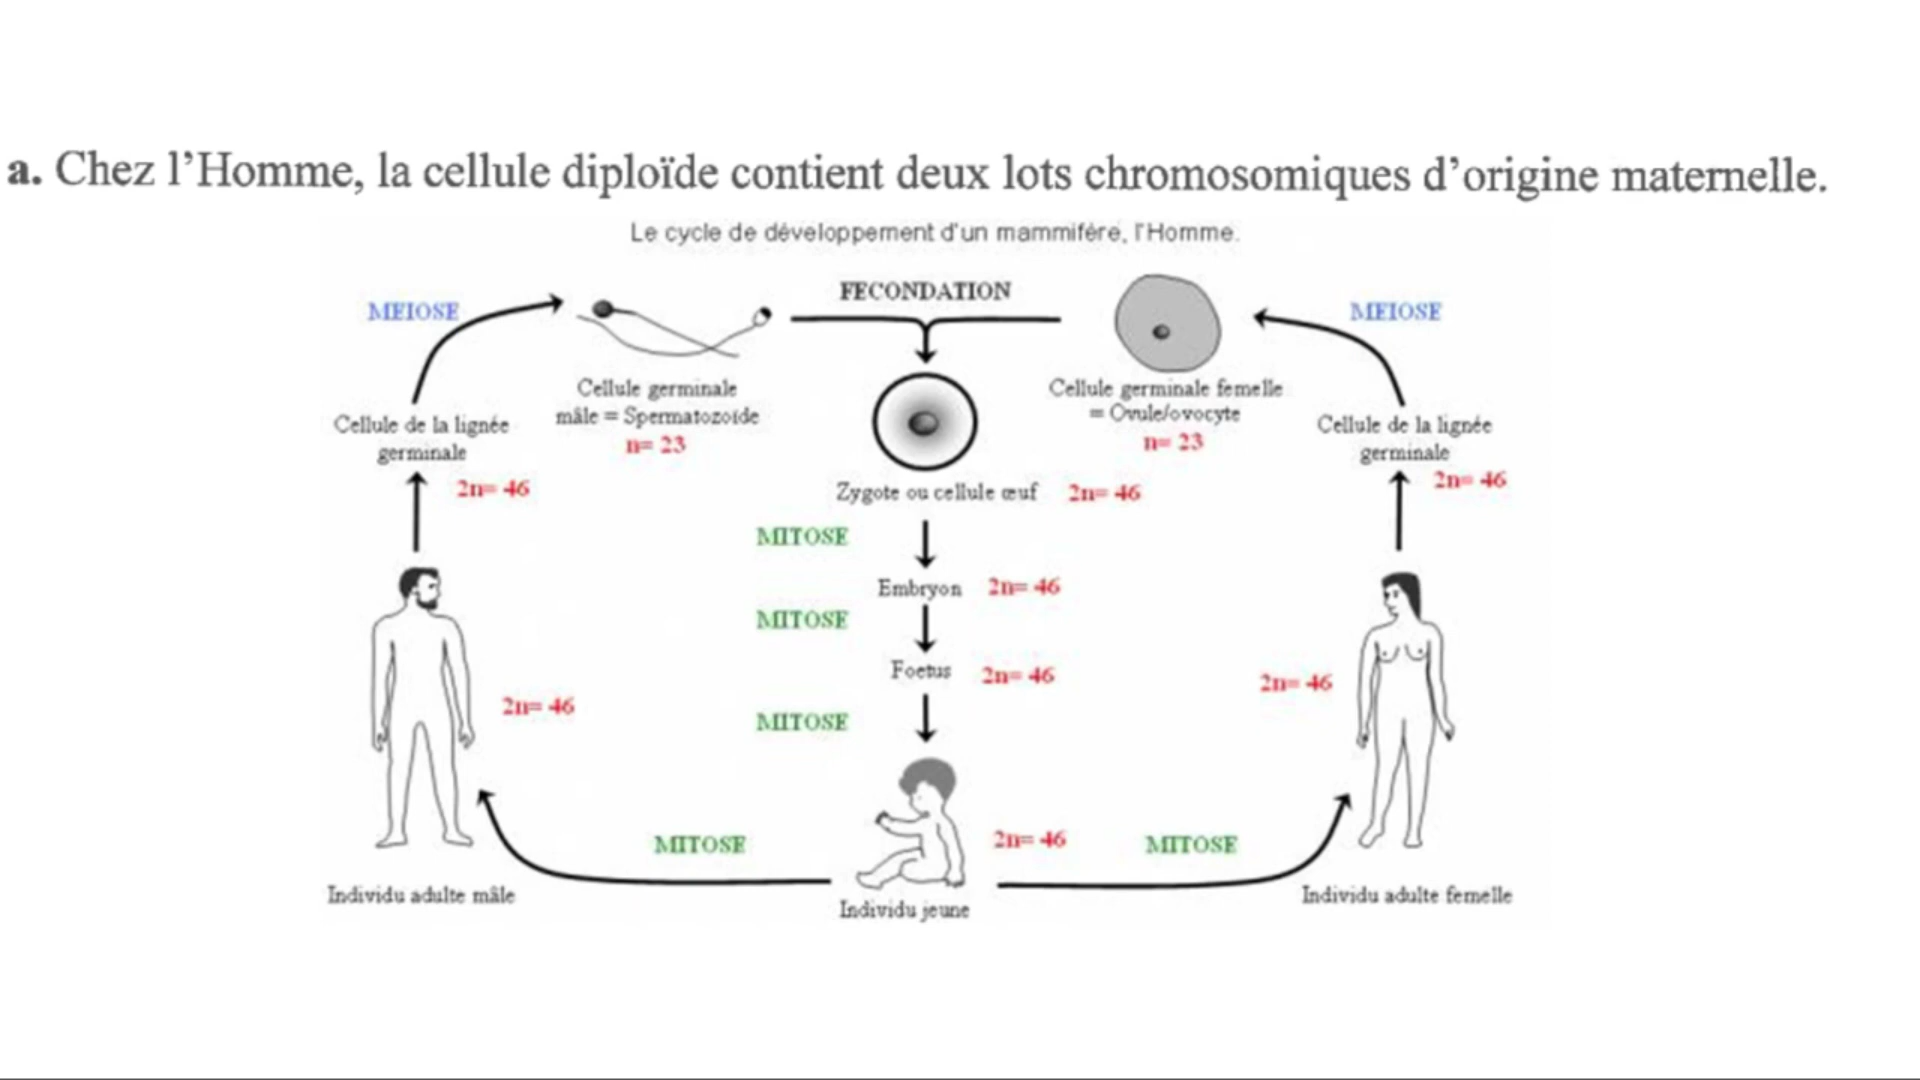 a. Chez l’Homme, la cellule diploïde contient deux lots chromosomiques d’origine maternelle.
Le cycle de développement d'un mammifère, l'Homme.
MEIOSE
FECONDATION
MEIOSE
Cellule germinale
mâle = Spermatozoïde
n= 23
Cellule germinale femelle
= Ovule/ovocyte
n= 23
Cellule de la lignée
germinale
2n= 46
Cellule de la lignée
germinale
2n= 46
Zygote ou cellule œuf 2n= 46
MITOSE
Embryon 2n= 46
MITOSE
Foetus 2n= 46
MITOSE
2n= 46
2n= 46
MITOSE
2n= 46
MITOSE
Individu adulte mâle
Individu jeune
Individu adulte femelle